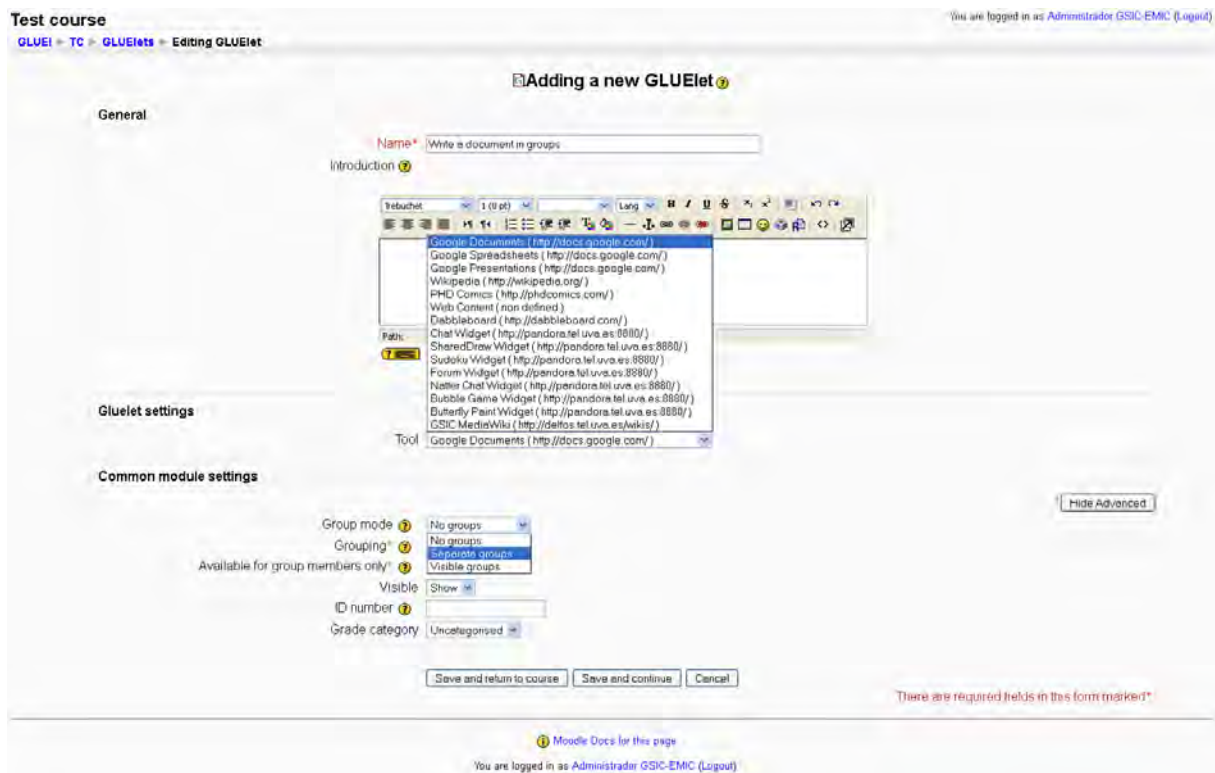 Test course
You are logged in as Administrador GSIC-EMIC (Logout)
GLUE! ► TC ► GLUElets ► Editing GLUElet
Adding a new GLUElet
General
Name* Write a document in groups
Introduction
Trebuchet 1 (8 pt) Lang B I U S
Google Documents ( http://docs.google.com/ )
Google Spreadsheets ( http://docs.google.com/ )
Google Presentations ( http://docs.google.com/ )
Wikipedia ( http://wikipedia.org/ )
PHD Comics ( http://phdcomics.com/ )
Web Content ( non defined )
Dabbleboard ( http://dabbleboard.com/ )
Path:
Chat Widget ( http://pandora.tel.uva.es:8880/ )
SharedDraw Widget ( http://pandora.tel.uva.es:8880/ )
Sudoku Widget ( http://pandora.tel.uva.es:8880/ )
Forum Widget ( http://pandora.tel.uva.es:8880/ )
Natter Chat Widget ( http://pandora.tel.uva.es:8880/ )
Bubble Game Widget ( http://pandora.tel.uva.es:8880/ )
Butterfly Paint Widget ( http://pandora.tel.uva.es:8880/ )
GSIC MediaWiki ( http://delfos.tel.uva.es/wikis/ )
Gluelet settings
Tool Google Documents ( http://docs.google.com/ )
Common module settings
* Hide Advanced
Group mode No groups
No groups
Grouping* Separate groups
Available for group members only* Visible groups
Visible Show
ID number
Grade category Uncategorised
Save and return to course Save and continue Cancel
There are required fields in this form marked*.
Moodle Docs for this page
You are logged in as Administrador GSIC-EMIC (Logout)